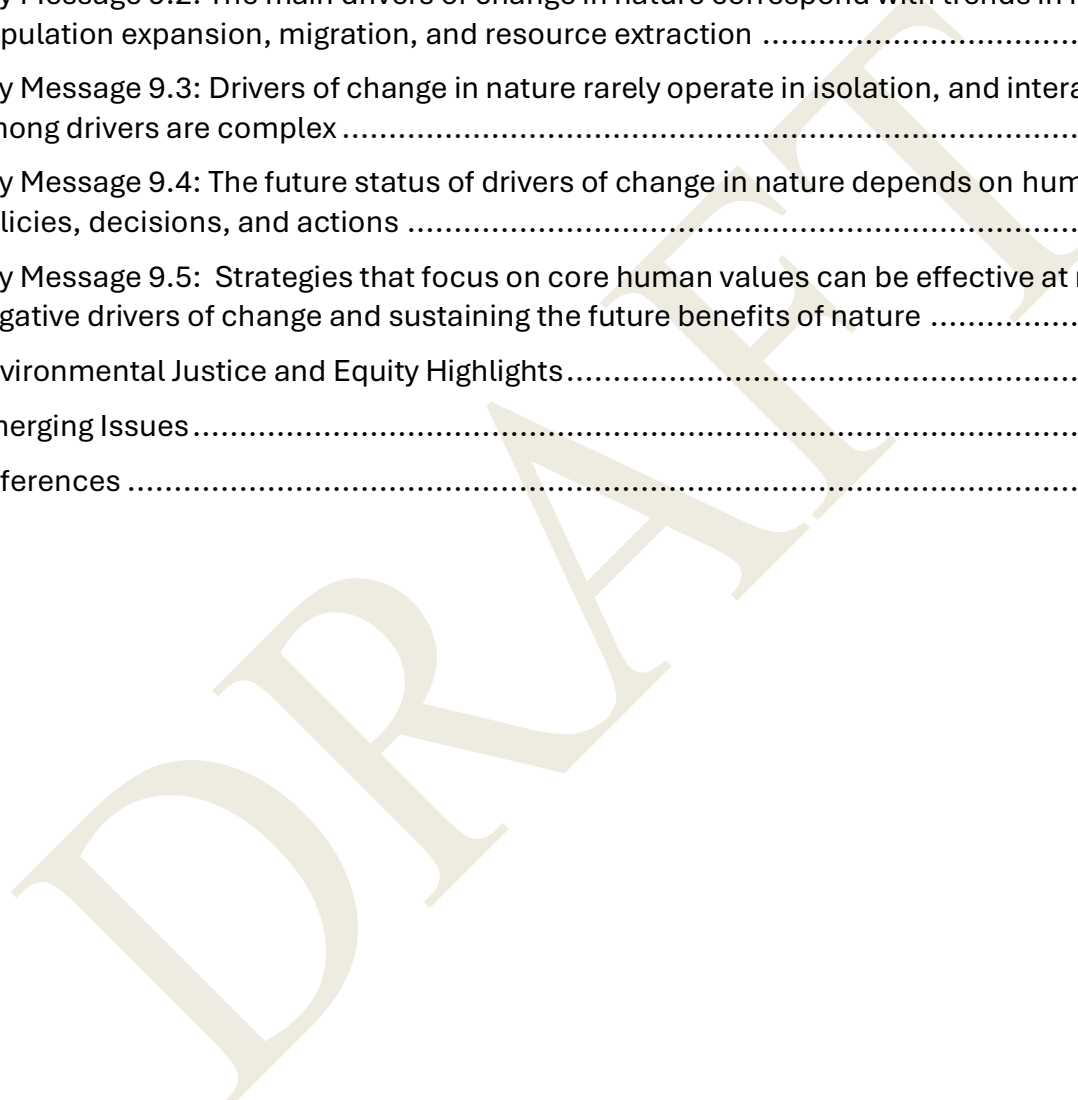 y Message 9.2: The main drivers of change in nature correspond with trends in
pulation expansion, migration, and resource extraction ..............................
y Message 9.3: Drivers of change in nature rarely operate in isolation, and intera
nong drivers are complex......................................................................
y Message 9.4: The future status of drivers of change in nature depends on hum
licies, decisions, and actions ................................................................
y Message 9.5:  Strategies that focus on core human values can be effective at
gative drivers of change and sustaining the future benefits of nature ..............
vironmental Justice and Equity Highlights.................................................
nerging Issues.....................................................................................
ferences ............................................................................................
DRAFT